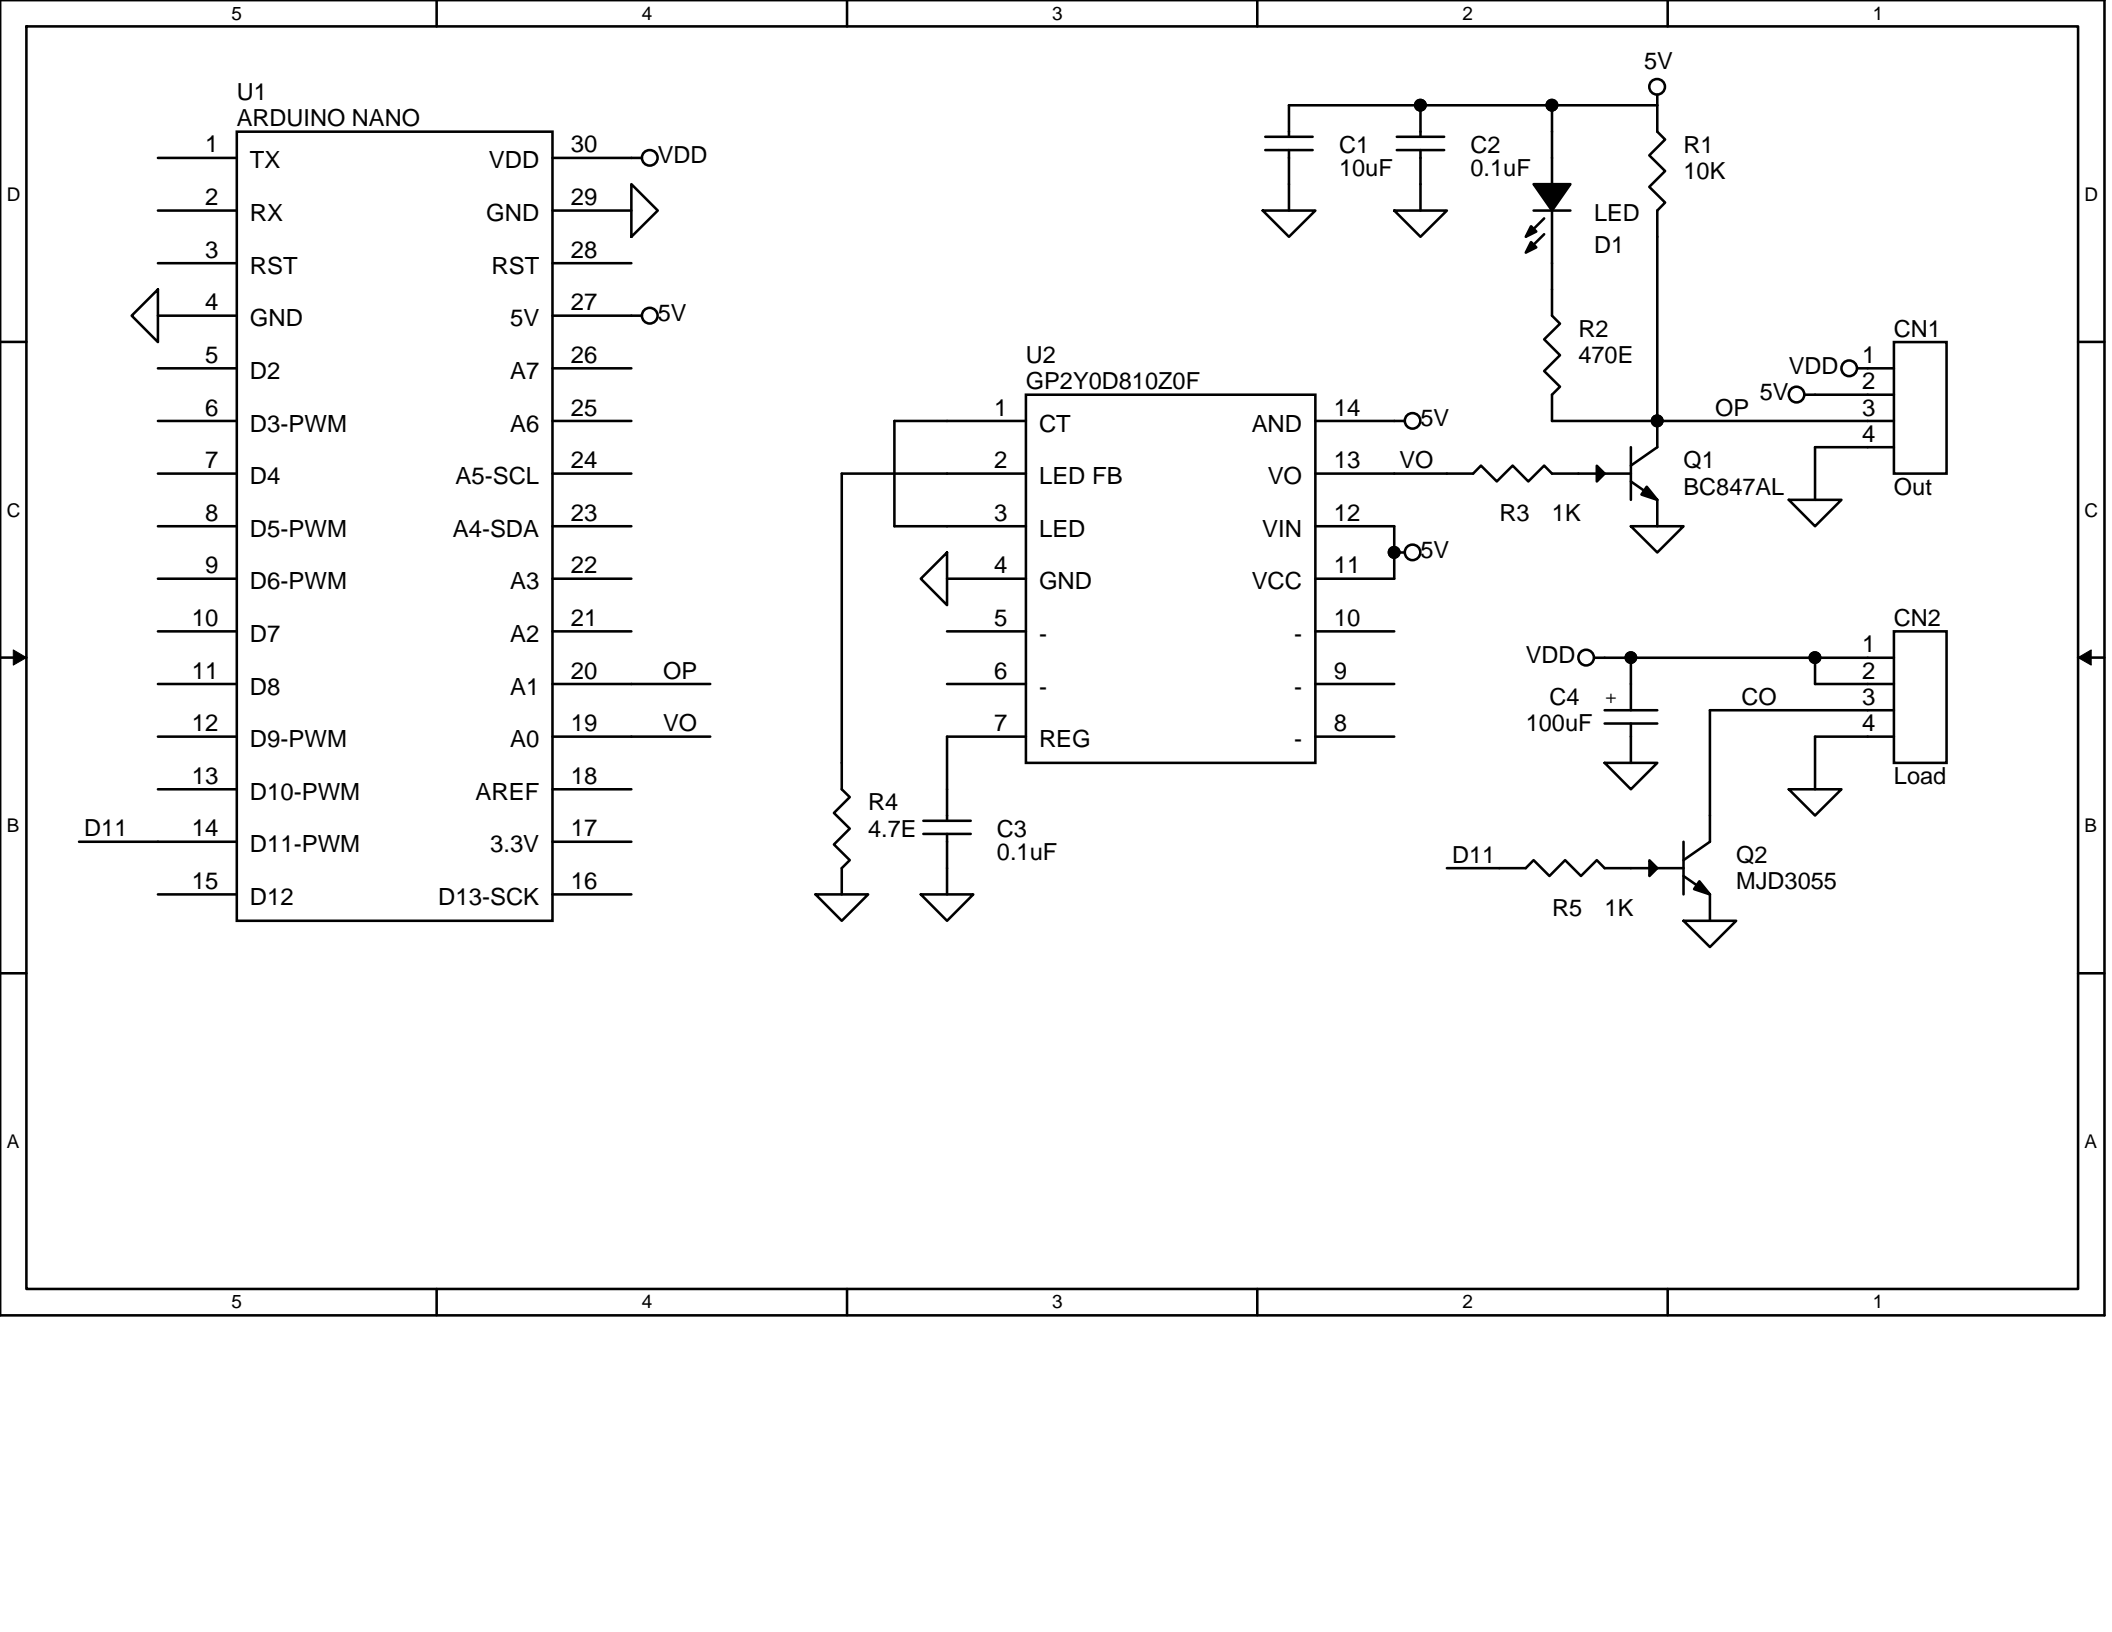 5 4 3 2 1
D
C
B
A
D
C
B
A
5 4 3 2 1
U1
ARDUINO NANO
1 TX VDD 30 VDD
2 RX GND 29
3 RST RST 28
4 GND 5V 27 5V
5 D2 A7 26
6 D3-PWM A6 25
7 D4 A5-SCL 24
8 D5-PWM A4-SDA 23
9 D6-PWM A3 22
10 D7 A2 21
11 D8 A1 20 OP
12 D9-PWM A0 19 VO
13 D10-PWM AREF 18
D11 14 D11-PWM 3.3V 17
15 D12 D13-SCK 16
U2
GP2Y0D810Z0F
1 CT AND 14 5V
2 LED FB VO 13 VO
3 LED VIN 12
5V
4 GND VCC 11
5 - - 10
6 - - 9
7 REG - 8
R4
4.7E
C3
0.1uF
5V
C1
10uF
C2
0.1uF
LED
D1
R1
10K
R2
470E
R3 1K
Q1
BC847AL
CN1
VDD 1
5V 2
OP 3
4
Out
CN2
VDD 1
2
CO 3
4
Load
C4 +
100uF
D11
R5 1K
Q2
MJD3055